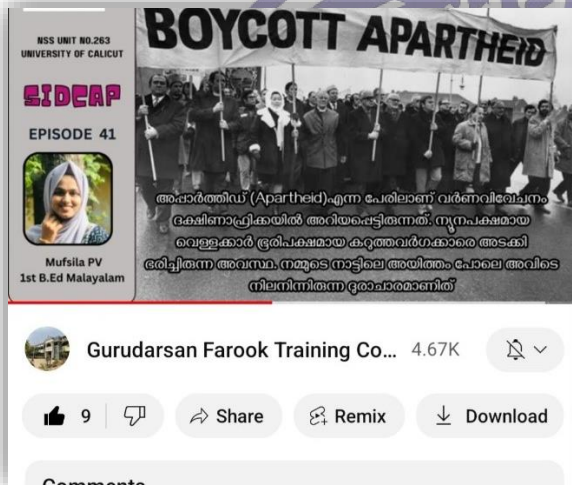 NSS UNIT NO.263
UNIVERSITY OF CALICUT
SIDCAP
EPISODE 41
Mufsila PV
1st B.Ed Malayalam
BOYCOTT APARTHEID
അപ്പാർത്തീഡ് (Apartheid)എന്ന പേരിലാണ് വർണവിവേചനം
ദക്ഷിണാഫ്രിക്കയിൽ അറിയപ്പെട്ടിരുന്നത്. ന്യൂനപക്ഷമായ
വെള്ളക്കാർ ഭൂരിപക്ഷമായ കറുത്തവർഗക്കാരെ അടക്കി
ഭരിച്ചിരുന്ന അവസ്ഥ. നമ്മുടെ നാട്ടിലെ അയിത്തം പോലെ അവിടെ
നിലനിന്നിരുന്ന ദുരാചാരമാണിത്
Gurudarsan Farook Training Co... 4.67K
9 Share Remix Download
Comments